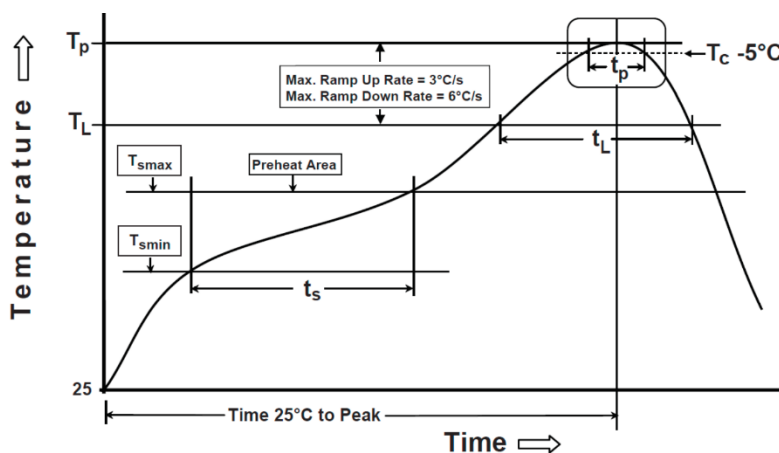 Tp
Tc -5°C
tp
Max. Ramp Up Rate = 3°C/s
Max. Ramp Down Rate = 6°C/s
TL
tL
Tsmax
Preheat Area
Tsmin
ts
Temperature
25
Time 25°C to Peak
Time